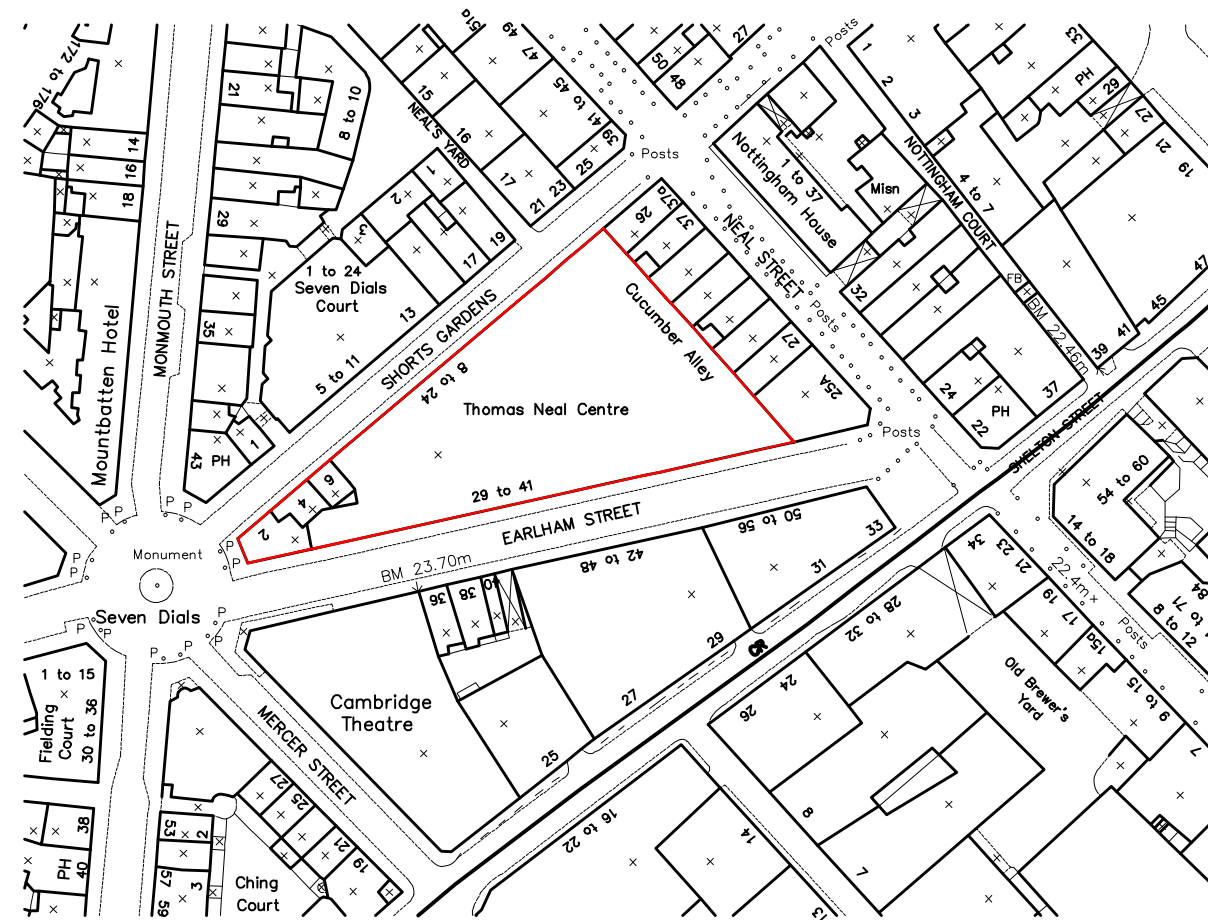 172 to 176
14
16
18
MONMOUTH STREET
Mountbatten Hotel
21
8 to 10
29
35
43
PH
1
1 to 24
Seven Dials
Court
5 to 11
13
3
2
1
17
19
15
16
NEAL'S YARD
17
21
23
25
51a
49
47
41 to 45
39
Posts
50
48
27
Posts
SHORTS GARDENS
8 to 24
Thomas Neal Centre
29 to 41
2
4
6
26
37a
37
Cucumber Alley
27
25A
NEAL STREET
Posts
Posts
Nottingham House
1 to 37
Misn
32
NOTTINGHAM COURT
1
2
3
4 to 7
33
PH
29
27
21
19
47
45
41
39
FB
BM 22.46m
37
24
22
PH
SHELTON STREET
EARLHAM STREET
BM 23.70m
Monument
Seven Dials
P
P
P
P
P
P
P
P
P
P
P
P
P
P
36
38
40
42 to 48
50 to 56
33
31
29
27
25
CR
Cambridge
Theatre
MERCER STREET
1 to 15
Fielding
Court
30 to 36
38
40
PH
53
2
57
3
59
Ching
Court
27
25
21
19
16 to 22
14
13
24
26
28 to 32
34
23
21
19
17
15a
9 to 15
7
8
7
Old Brewer's
Yard
22.4m
Posts
54 to 60
14 to 18
8 to 12
84